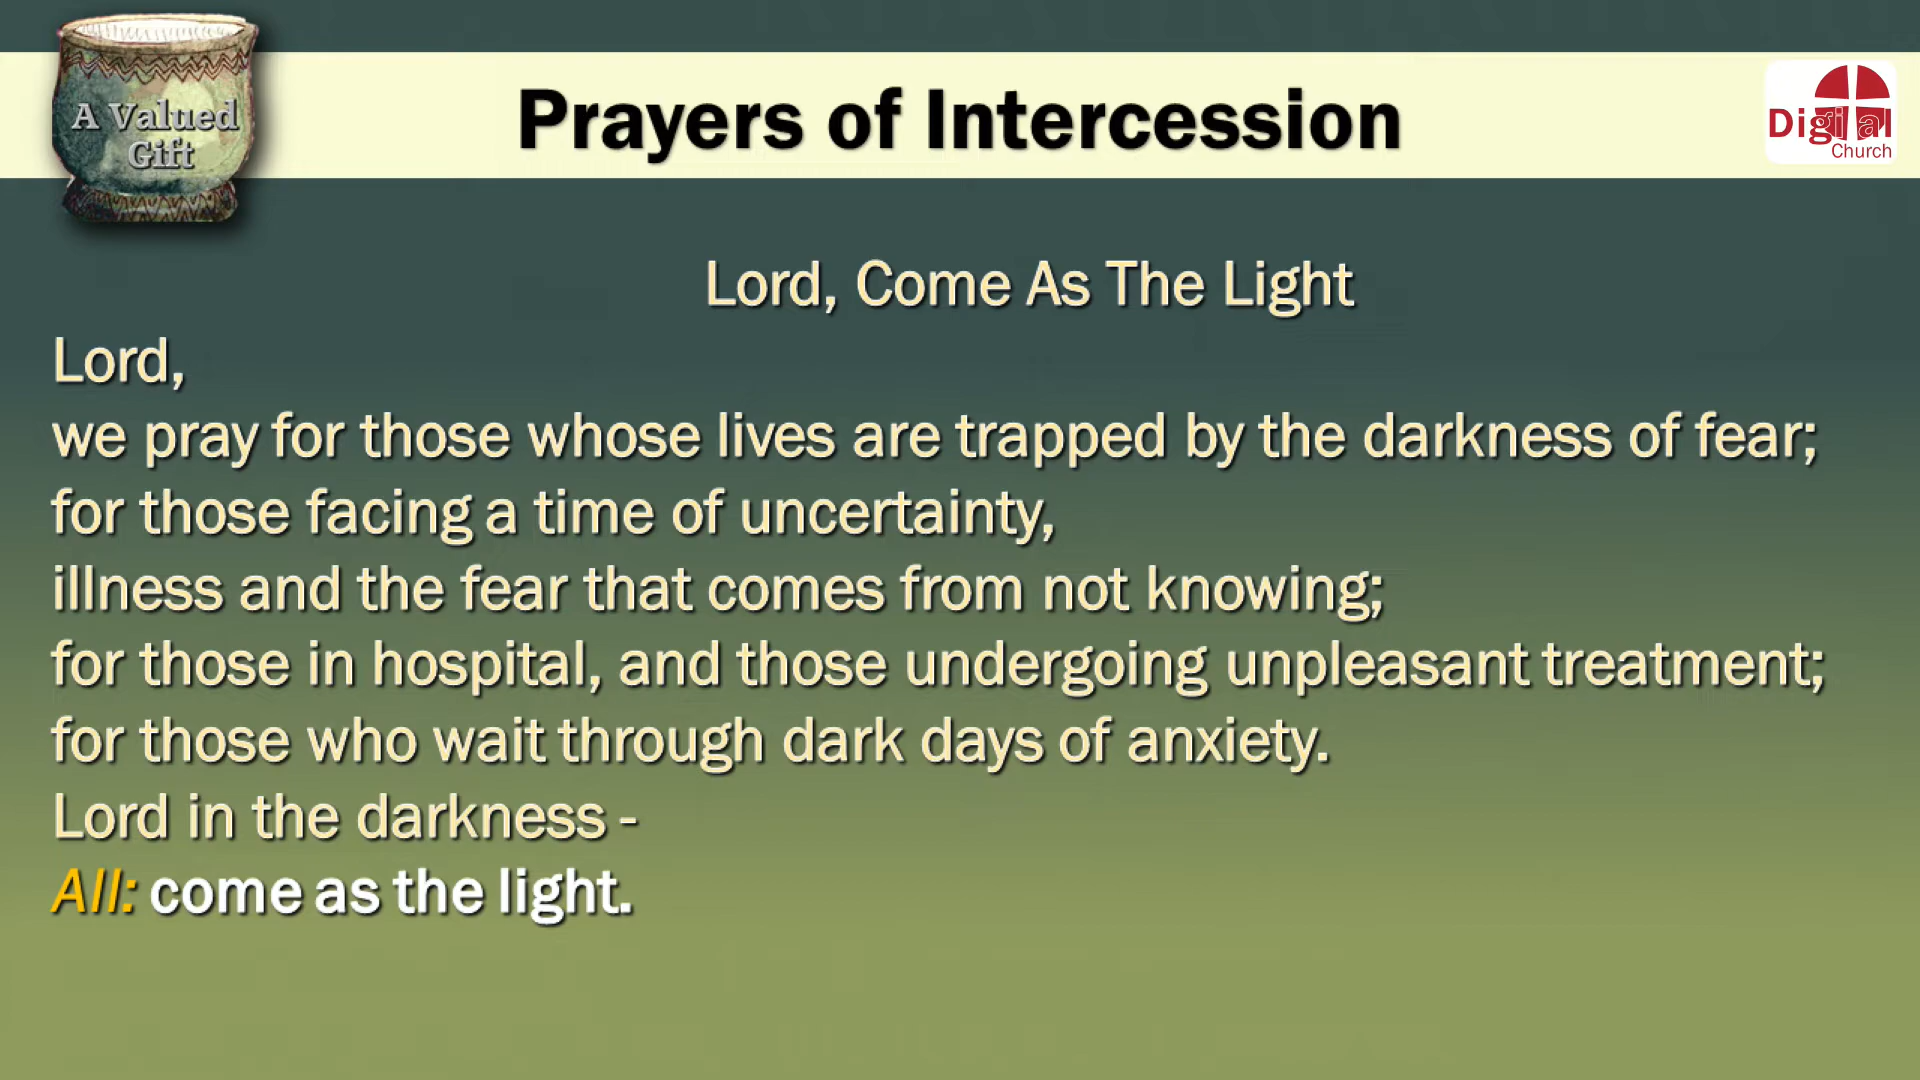 A Valued
Gift
Prayers of Intercession
Digital
Church
Lord, Come As The Light
Lord,
we pray for those whose lives are trapped by the darkness of fear;
for those facing a time of uncertainty,
illness and the fear that comes from not knowing;
for those in hospital, and those undergoing unpleasant treatment;
for those who wait through dark days of anxiety.
Lord in the darkness -
All: come as the light.